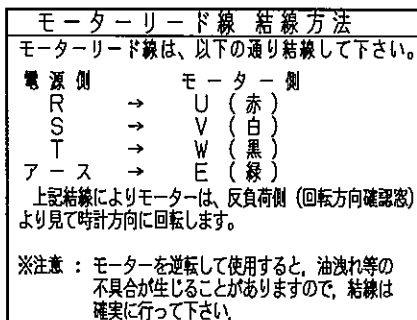 モーターリード線 結線方法
モーターリード線は、以下の通り結線して下さい。
電源側 モーター側
R → U (赤)
S → V (白)
T → W (黒)
アース → E (緑)
上記結線によりモーターは、反負荷側 (回転方向確認窓)
より見て時計方向に回転します。
※注意 : モーターを逆転して使用すると, 油洩れ等の
不具合が生じることがありますので, 結線は
確実に行って下さい.